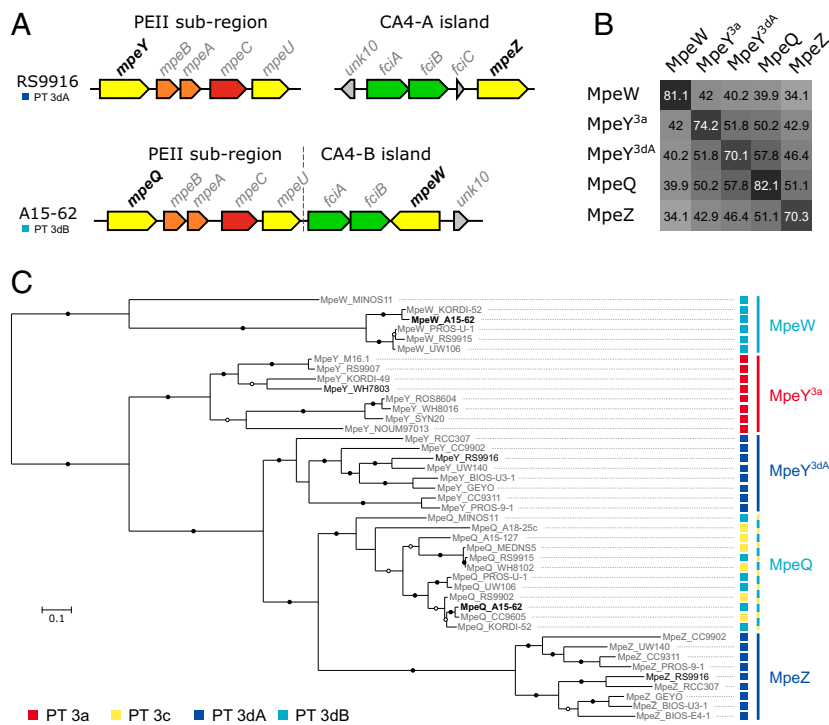 A
PEII sub-region
CA4-A island
mpeY
mpeB
mpeA
mpeC
mpeU
unk10
fciA
fciB
fciC
mpeZ
RS9916
PT 3dA
PEII sub-region
CA4-B island
mpeQ
mpeB
mpeA
mpeC
mpeU
fciA
fciB
mpeW
unk10
A15-62
PT 3dB
B
MpeW MpeY3a MpeY3dA MpeQ MpeZ
MpeW 81.1 42 40.2 39.9 34.1
MpeY3a 42 74.2 51.8 50.2 42.9
MpeY3dA 40.2 51.8 70.1 57.8 46.4
MpeQ 39.9 50.2 57.8 82.1 51.1
MpeZ 34.1 42.9 46.4 51.1 70.3
C
MpeW_MINOS11
MpeW_KORDI-52
MpeW_A15-62
MpeW_PROS-U-1
MpeW_RS9915
MpeW_UW106
MpeW
MpeY_M16.1
MpeY_RS9907
MpeY_KORDI-49
MpeY_WH7803
MpeY_ROS8604
MpeY_WH8016
MpeY_SYN20
MpeY_NOUM97013
MpeY3a
MpeY_RCC307
MpeY_CC9902
MpeY_RS9916
MpeY_UW140
MpeY_BIOS-U3-1
MpeY_GEYO
MpeY_CC9311
MpeY_PROS-9-1
MpeY3dA
MpeQ_MINOS11
MpeQ_A18-25c
MpeQ_A15-127
MpeQ_MEDNS5
MpeQ_RS9915
MpeQ_WH8102
MpeQ_PROS-U-1
MpeQ_UW106
MpeQ_RS9902
MpeQ_A15-62
MpeQ_CC9605
MpeQ_KORDI-52
MpeQ
MpeZ_CC9902
MpeZ_UW140
MpeZ_CC9311
MpeZ_PROS-9-1
MpeZ_RS9916
MpeZ_RCC307
MpeZ_GEYO
MpeZ_BIOS-U3-1
MpeZ_BIOS-E4-1
MpeZ
0.1
PT 3a PT 3c PT 3dA PT 3dB